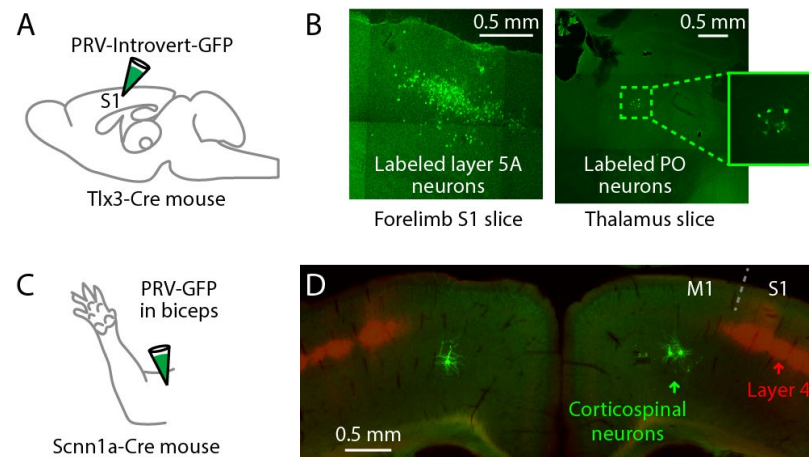 A
PRV-Introvert-GFP
S1
Tlx3-Cre mouse
B
0.5 mm
0.5 mm
Labeled layer 5A
neurons
Labeled PO
neurons
Forelimb S1 slice
Thalamus slice
C
PRV-GFP
in biceps
Scnn1a-Cre mouse
D
M1
S1
Layer 4
Corticospinal
neurons
0.5 mm